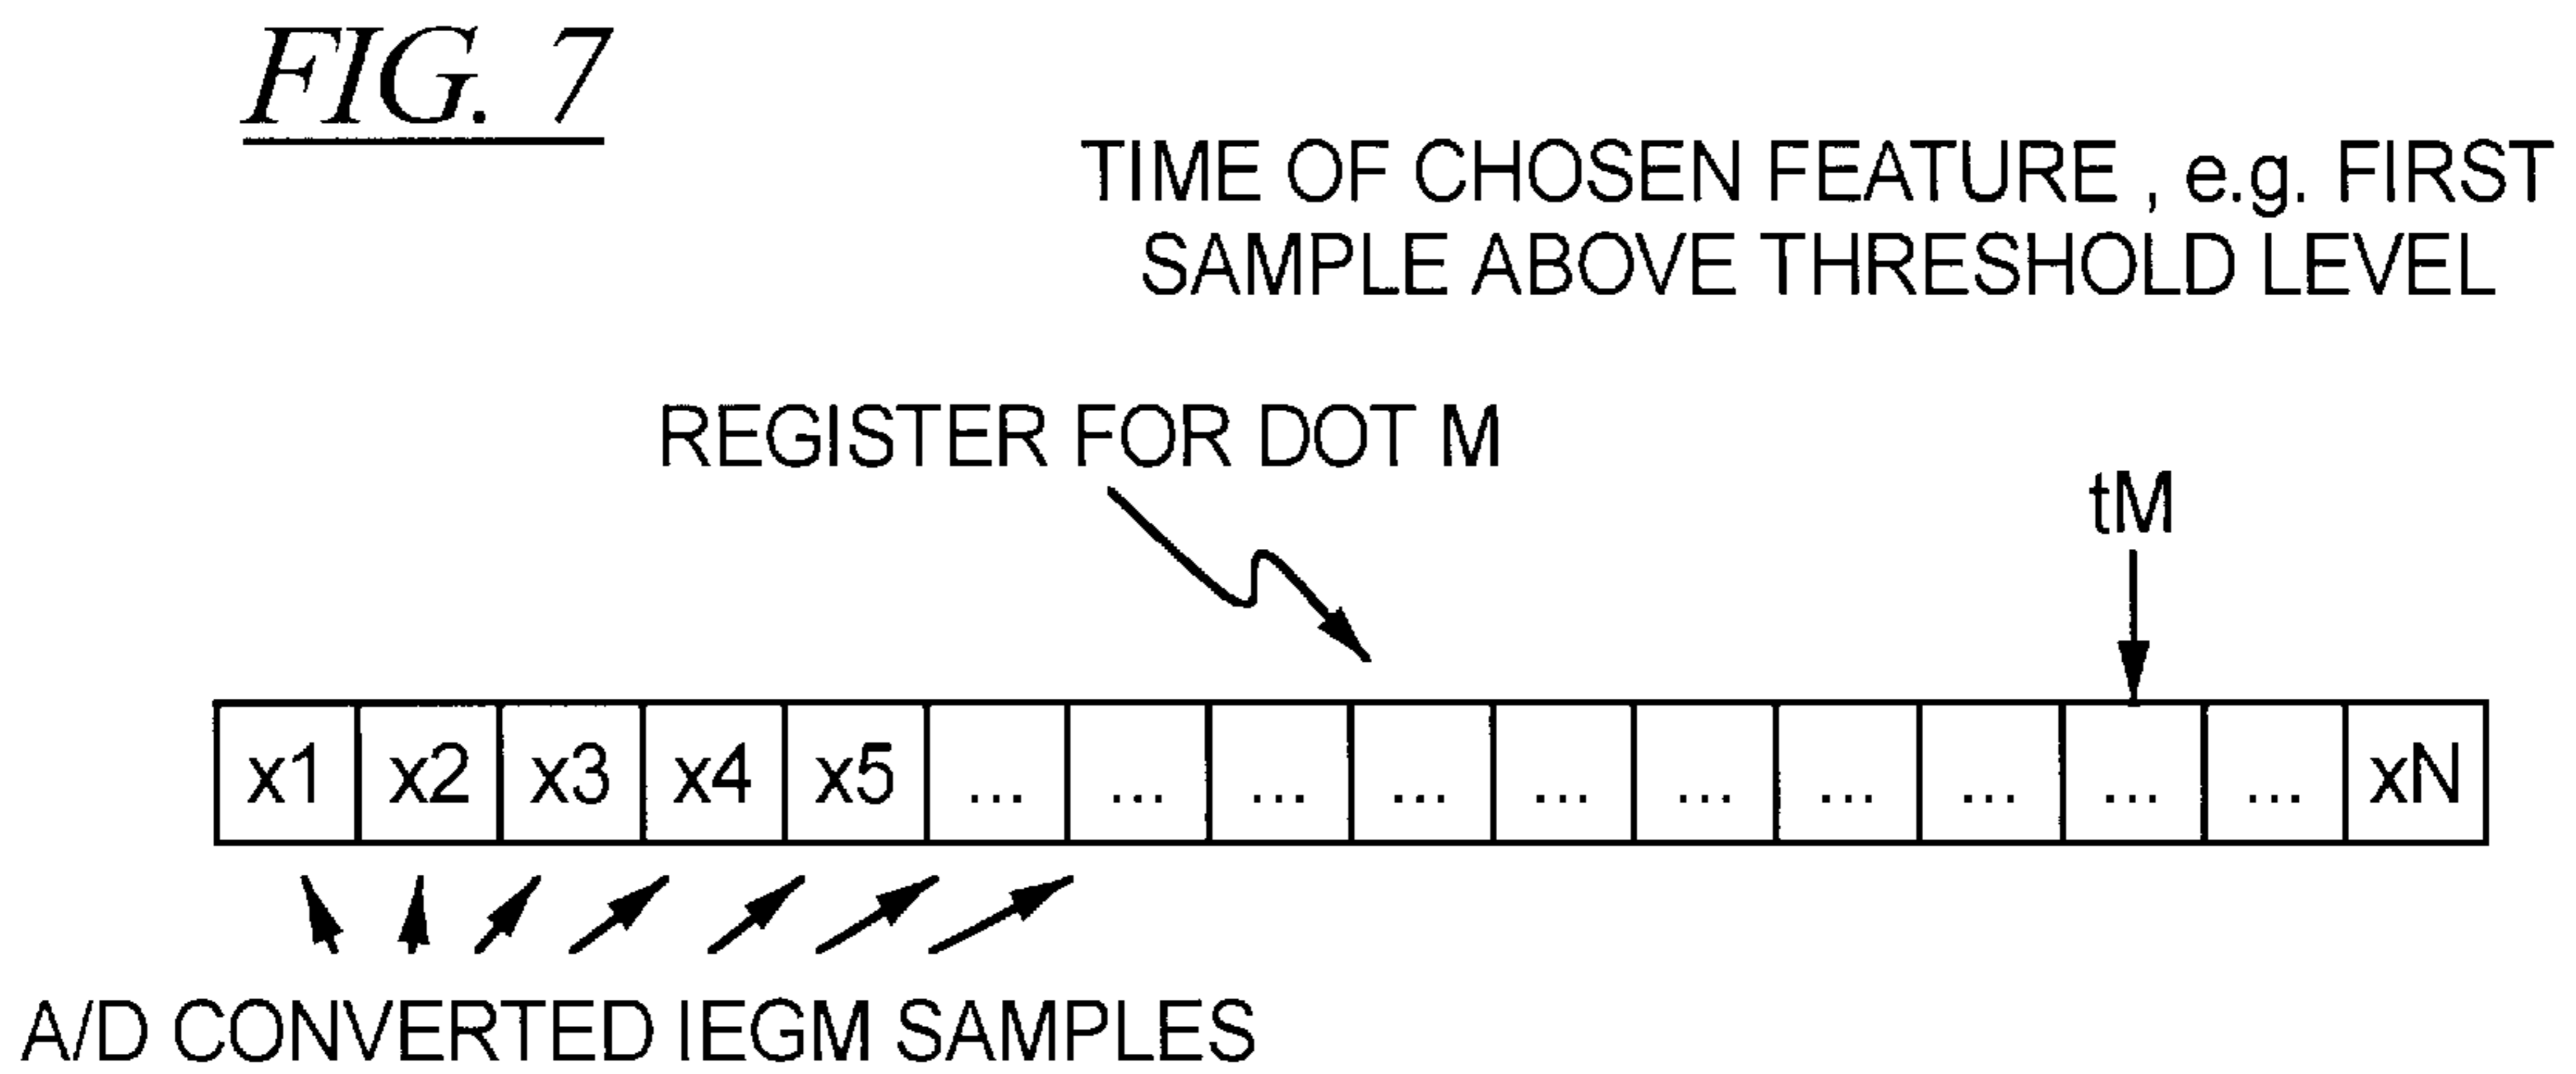 FIG. 7
TIME OF CHOSEN FEATURE , e.g. FIRST
SAMPLE ABOVE THRESHOLD LEVEL
REGISTER FOR DOT M
tM
x1 x2 x3 x4 x5 ... ... ... ... ... ... ... ... ... ... xN
A/D CONVERTED IEGM SAMPLES